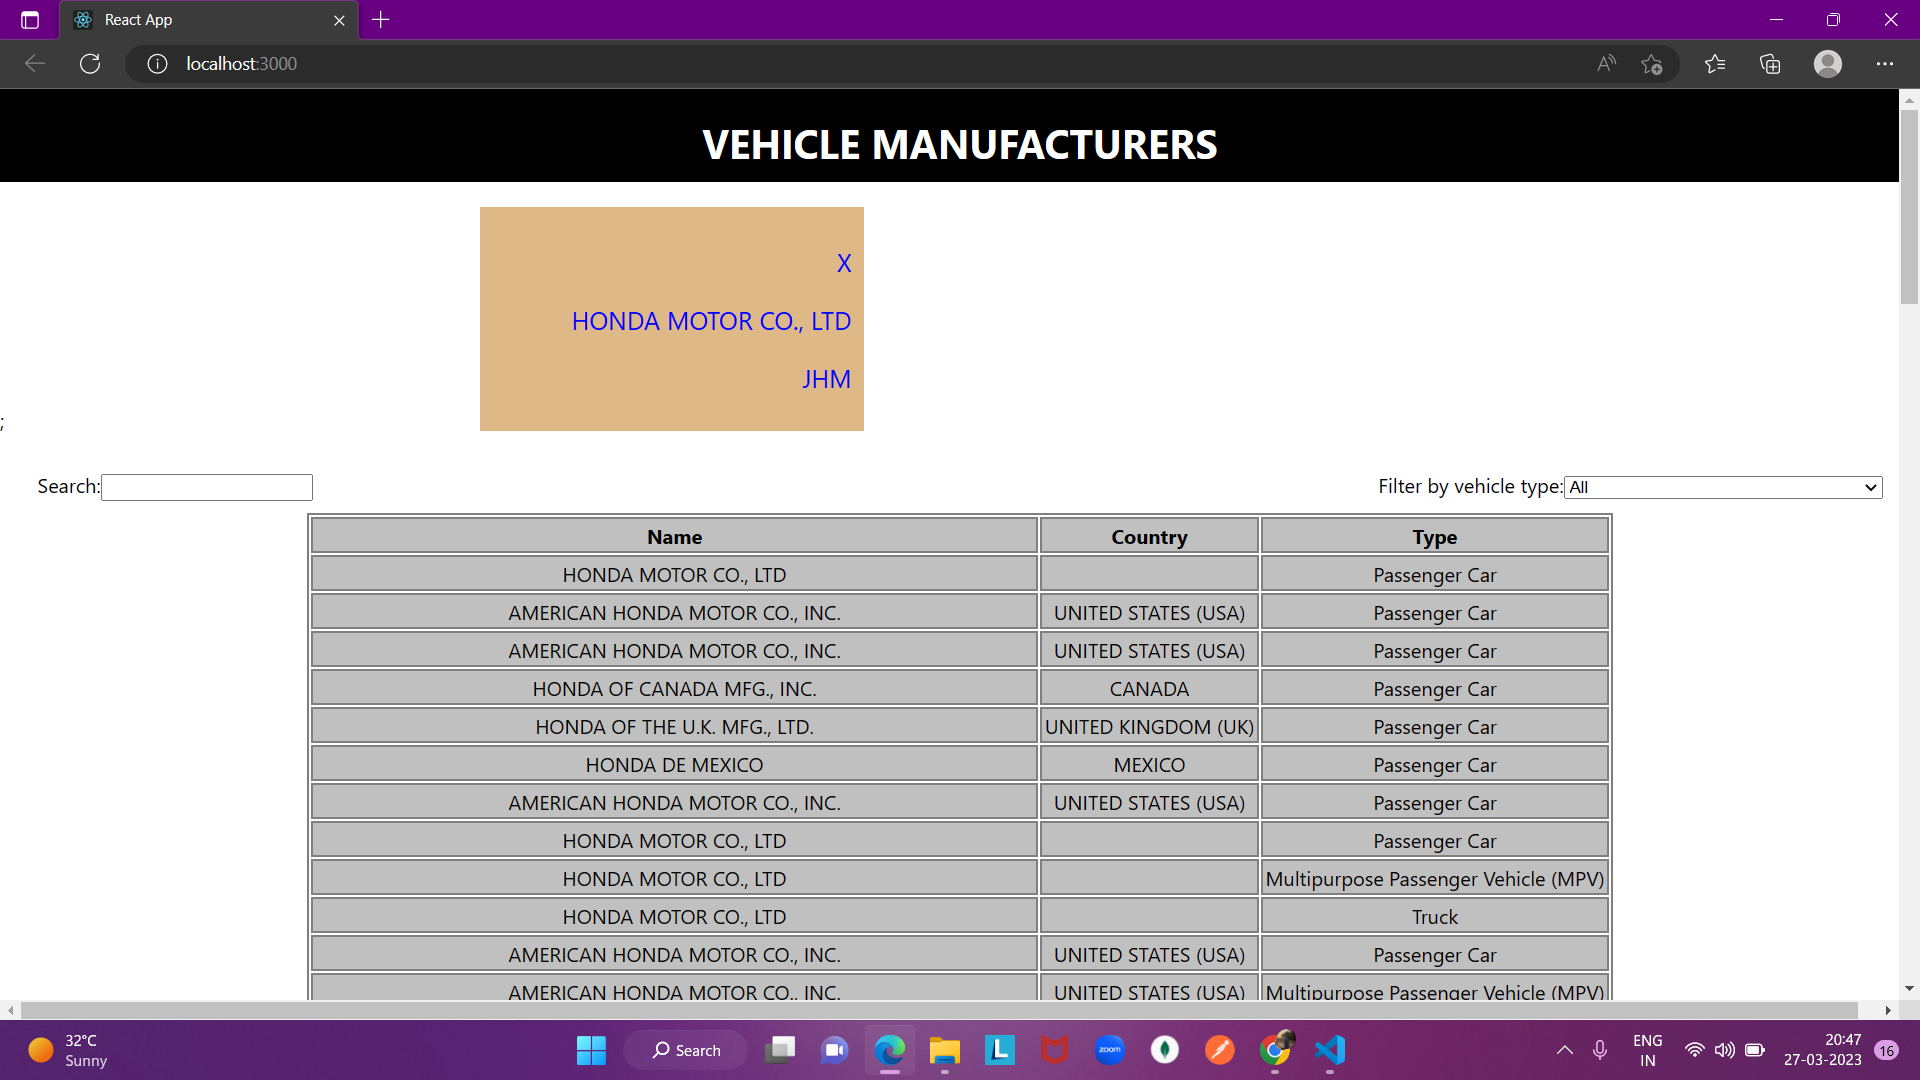 React App
localhost:3000
VEHICLE MANUFACTURERS
X
HONDA MOTOR CO., LTD
JHM
;
Search: Filter by vehicle type: All
Name Country Type
HONDA MOTOR CO., LTD Passenger Car
AMERICAN HONDA MOTOR CO., INC. UNITED STATES (USA) Passenger Car
AMERICAN HONDA MOTOR CO., INC. UNITED STATES (USA) Passenger Car
HONDA OF CANADA MFG., INC. CANADA Passenger Car
HONDA OF THE U.K. MFG., LTD. UNITED KINGDOM (UK) Passenger Car
HONDA DE MEXICO MEXICO Passenger Car
AMERICAN HONDA MOTOR CO., INC. UNITED STATES (USA) Passenger Car
HONDA MOTOR CO., LTD Passenger Car
HONDA MOTOR CO., LTD Multipurpose Passenger Vehicle (MPV)
HONDA MOTOR CO., LTD Truck
AMERICAN HONDA MOTOR CO., INC. UNITED STATES (USA) Passenger Car
AMERICAN HONDA MOTOR CO., INC. UNITED STATES (USA) Multipurpose Passenger Vehicle (MPV)
32°C
Sunny
Search
L
zoom
ENG
IN
20:47
27-03-2023
16